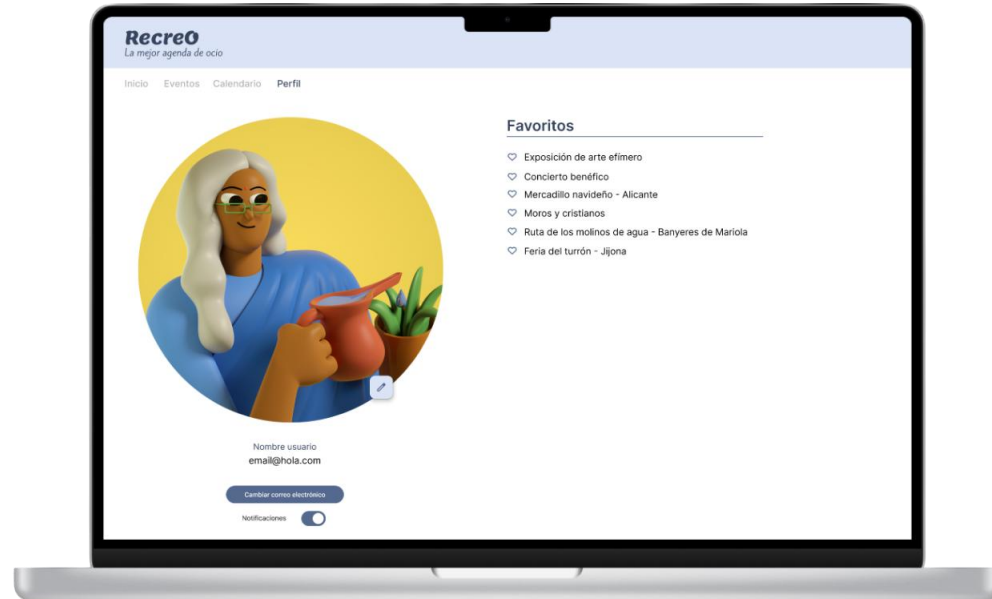 RecreO
La mejor agenda de ocio
Inicio Eventos Calendario Perfil
Favoritos
Exposición de arte efímero
Concierto benéfico
Mercadillo navideño - Alicante
Moros y cristianos
Ruta de los molinos de agua - Banyeres de Mariola
Feria del turrón - Jijona
Nombre usuario
email@hola.com
Cambiar correo electrónico
Notificaciones